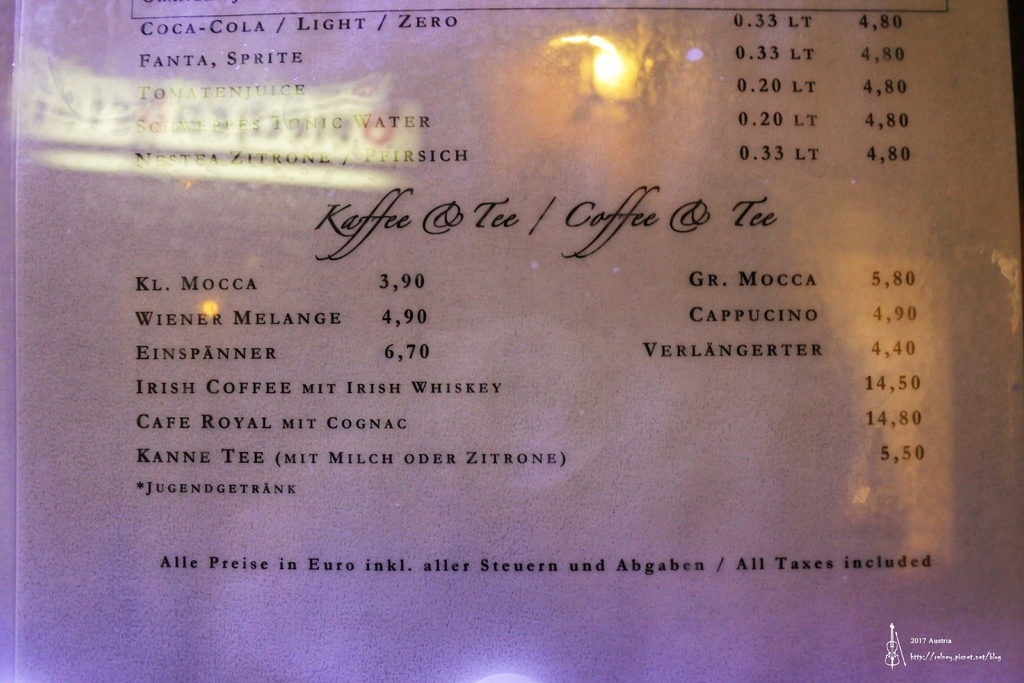 Coca-Cola / Light / Zero 0.33 lt 4,80
Fanta, Sprite 0.33 lt 4,80
Tomatenjuice 0.20 lt 4,80
Schweppes Tonic Water 0.20 lt 4,80
Nestea Zitrone / Pfirsich 0.33 lt 4,80
Kaffee & Tee / Coffee & Tee
Kl. Mocca 3,90 Gr. Mocca 5,80
Wiener Melange 4,90 Cappucino 4,90
Einspänner 6,70 Verlängerter 4,40
Irish Coffee mit Irish Whiskey 14,50
Cafe Royal mit Cognac 14,80
Kanne Tee (mit Milch oder Zitrone) 5,50
*Jugendgetränk
Alle Preise in Euro inkl. aller Steuern und Abgaben / All Taxes included
2017 Austria